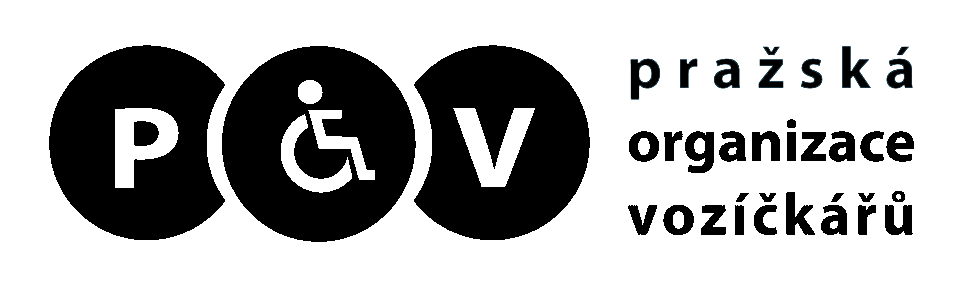 P V
pražská
organizace
vozíčkářů